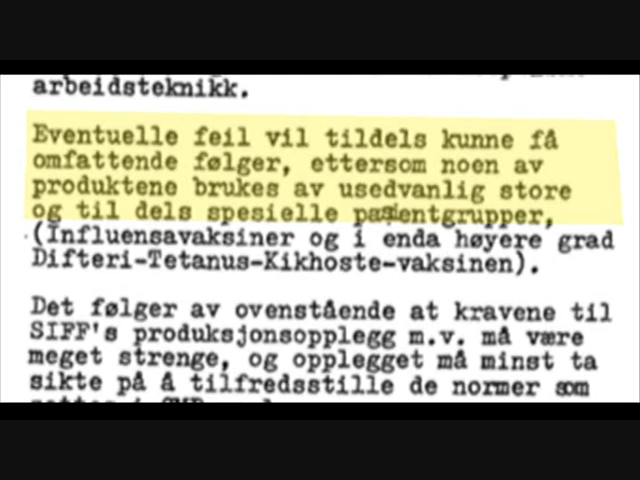 arbeidsteknikk.
Eventuelle feil vil tildels kunne få
omfattende følger, ettersom noen av
produktene brukes av usedvanlig store
og til dels spesielle pasientgrupper,
(Influensavaksiner og i enda høyere grad
Difteri-Tetanus-Kikhoste-vaksinen).
Det følger av ovenstående at kravene til
SIFF's produksjonsopplegg m.v. må være
meget strenge, og opplegget må minst ta
sikte på å tilfredsstille de normer som